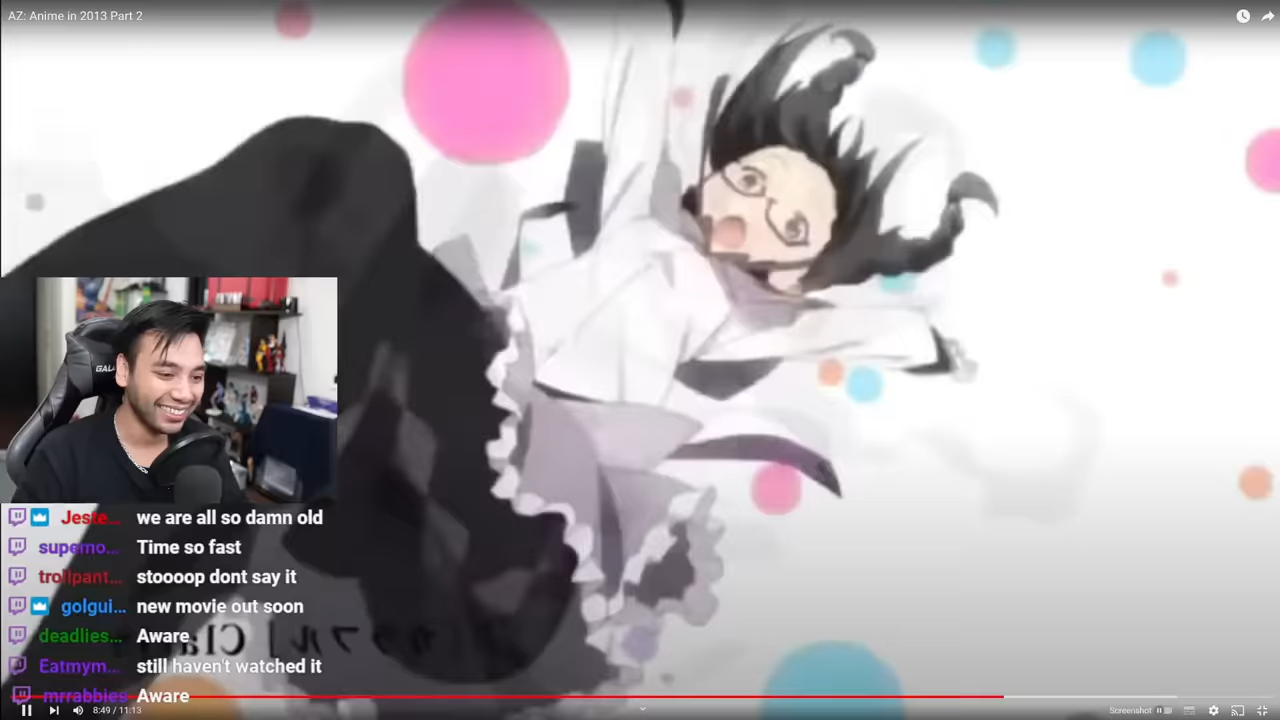 AZ: Anime in 2013 Part 2
GAL
Jeste... we are all so damn old
supemo... Time so fast
trollpant... stoooop dont say it
golgui... new movie out soon
deadlies... Aware
Eatmym... still haven't watched it
mrrabbies Aware
8:49 / 11:13
Screenshot